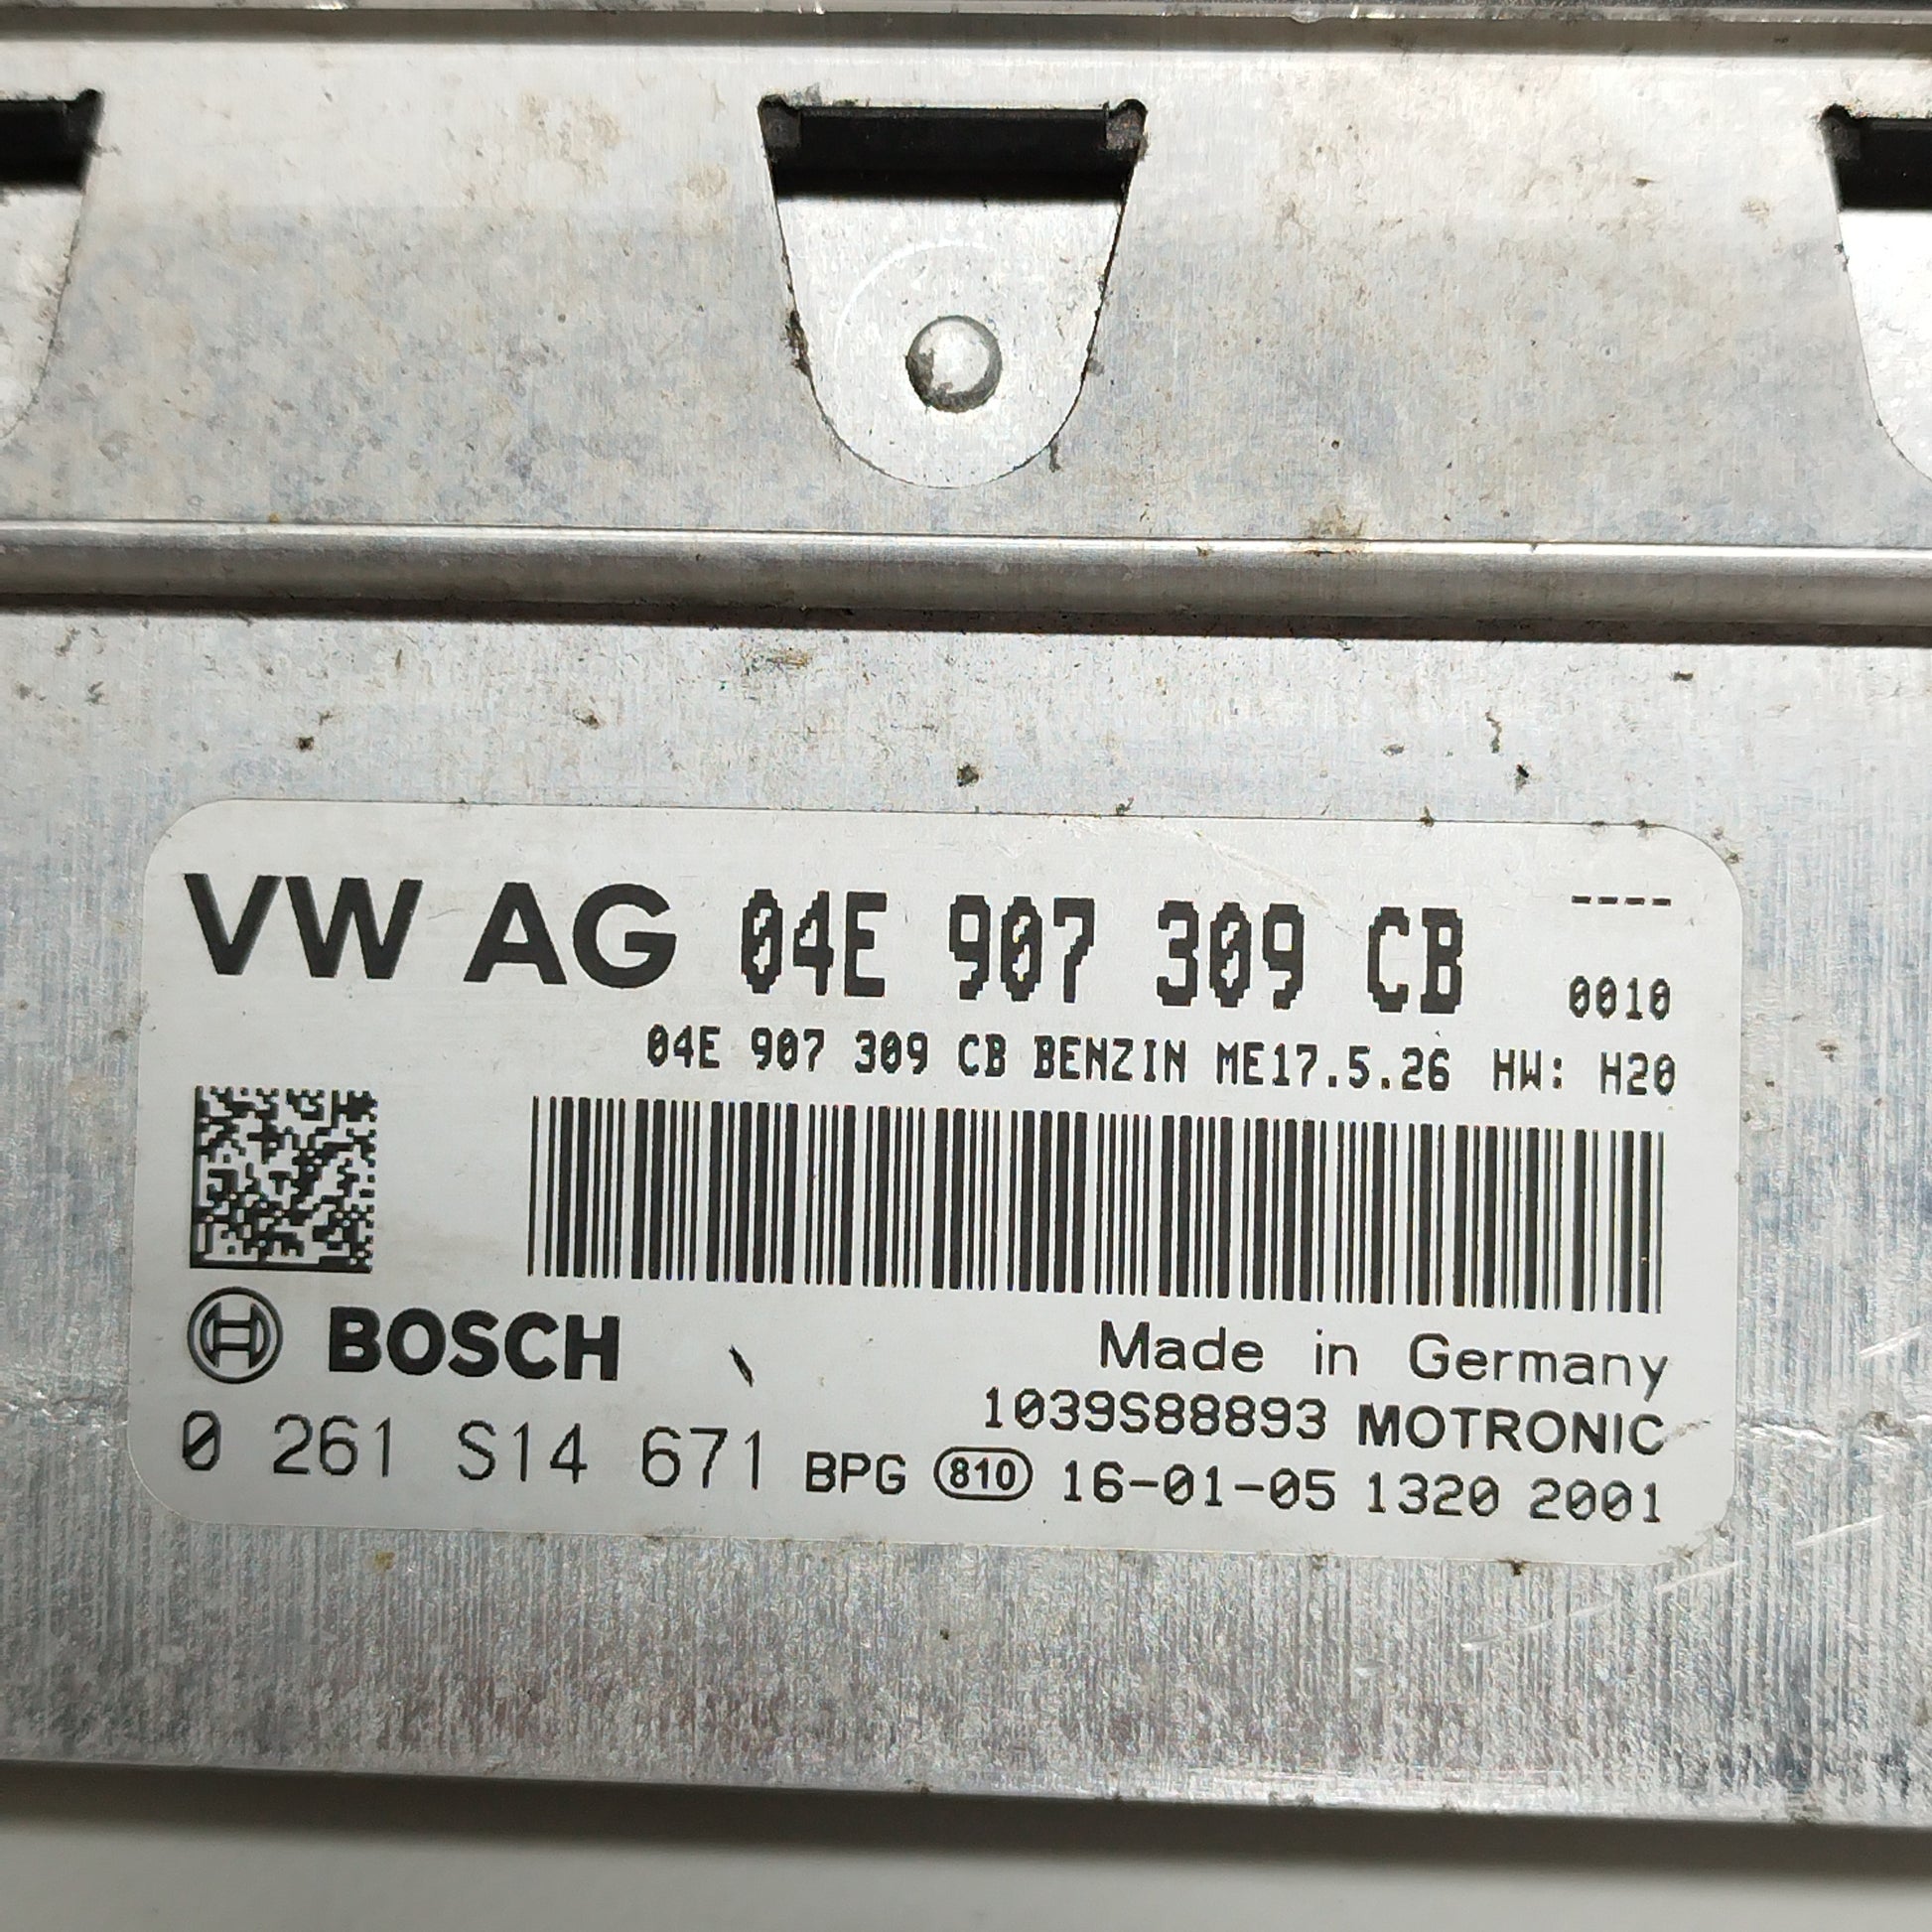 VW AG 04E 907 309 CB ----
0010
04E 907 309 CB BENZIN ME17.5.26 HW: H20
BOSCH Made in Germany
1039S88893 MOTRONIC
0 261 S14 671 BPG 810 16-01-05 1320 2001